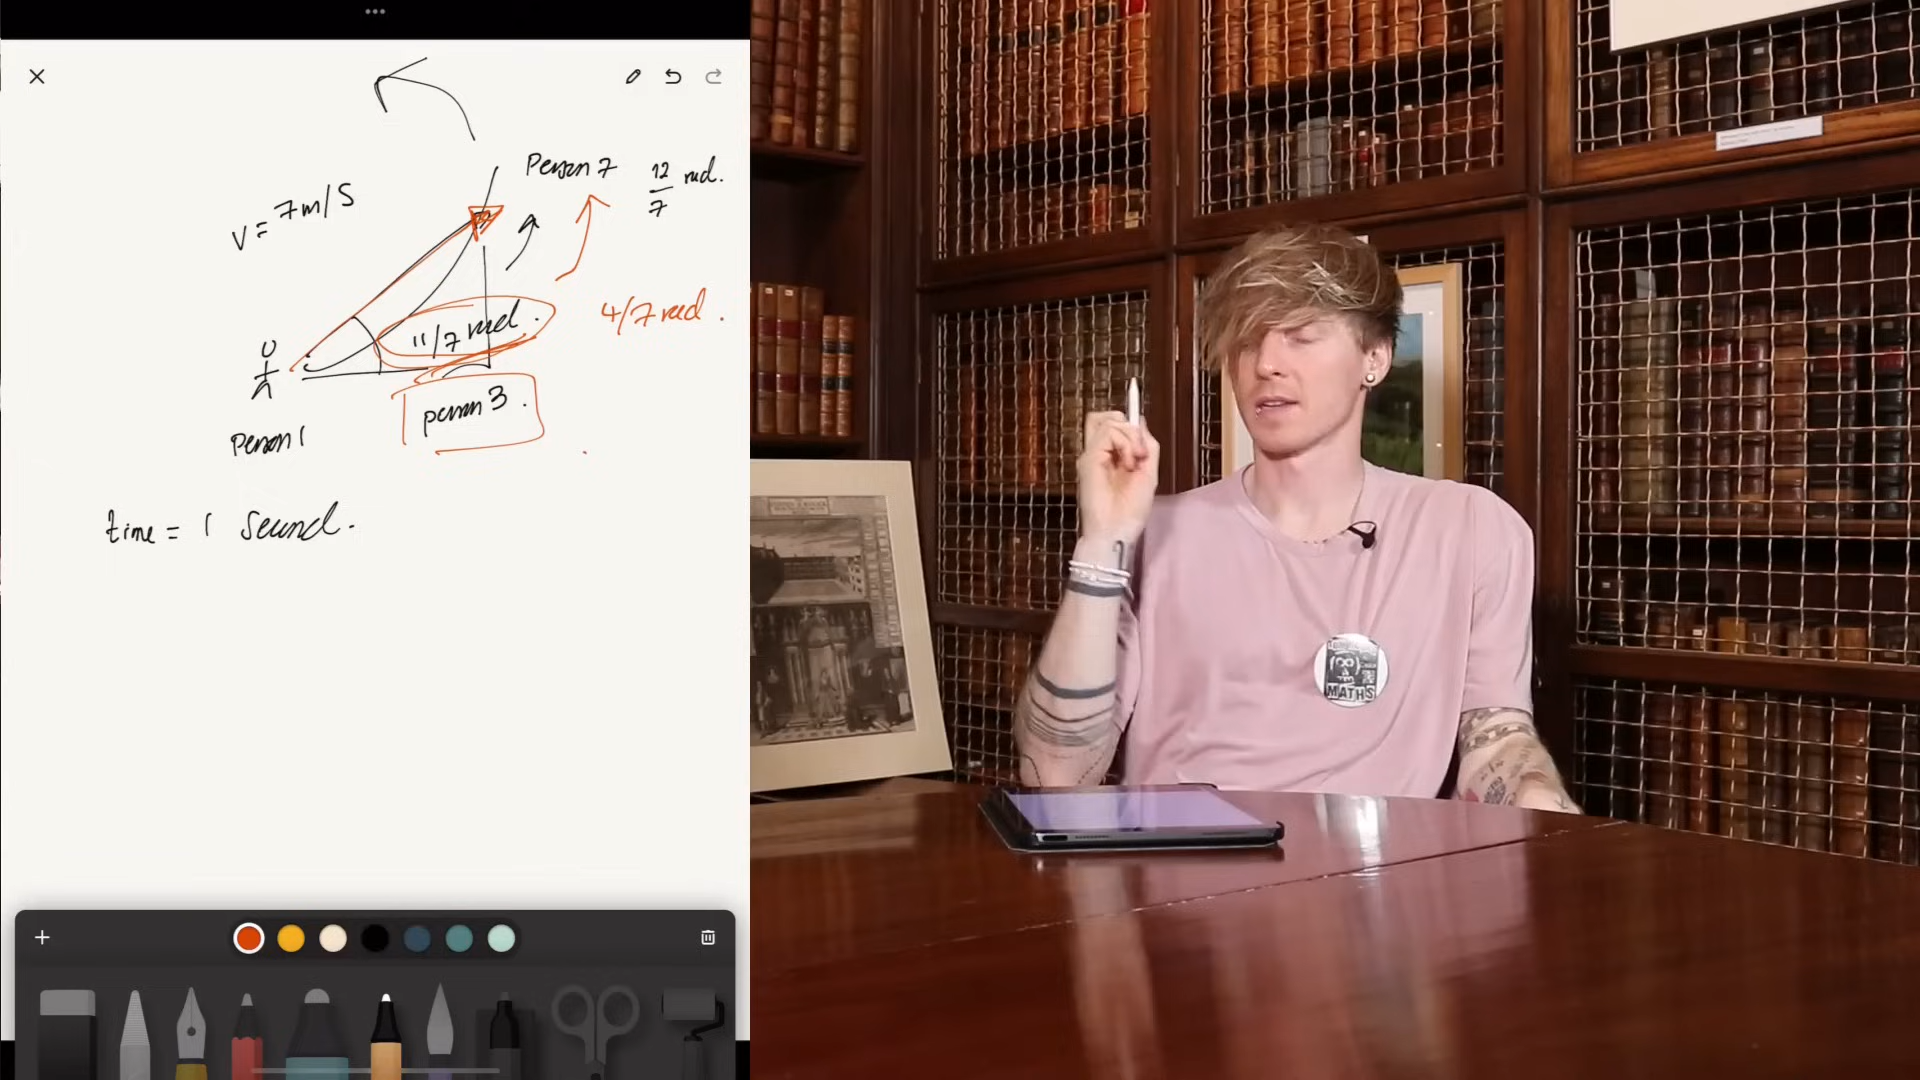 Person 7
12
7
rad.
v = 7m/s
11/7 rad.
4/7 rad.
person 3.
Person 1
time = 1 Second.
MATHS